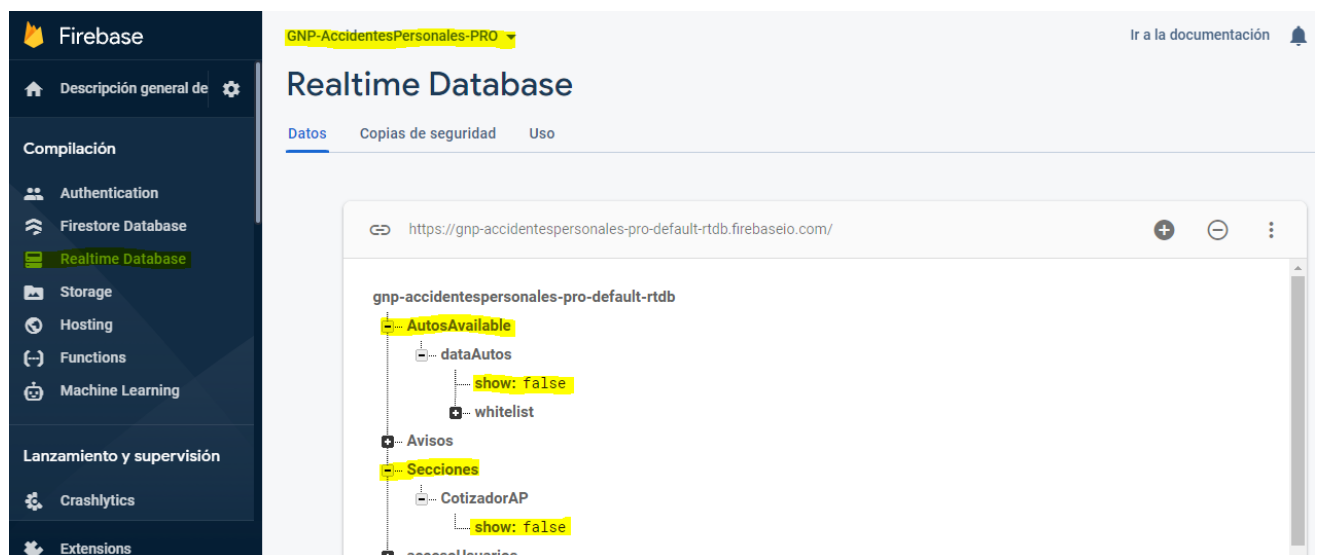 Firebase
Descripción general de
Compilación
Authentication
Firestore Database
Realtime Database
Storage
Hosting
Functions
Machine Learning
Lanzamiento y supervisión
Crashlytics
Extensions
GNP-AccidentesPersonales-PRO
Ir a la documentación
Realtime Database
Datos Copias de seguridad Uso
https://gnp-accidentespersonales-pro-default-rtdb.firebaseio.com/
gnp-accidentespersonales-pro-default-rtdb
AutosAvailable
dataAutos
show: false
whitelist
Avisos
Secciones
CotizadorAP
show: false
accesoUsuarios